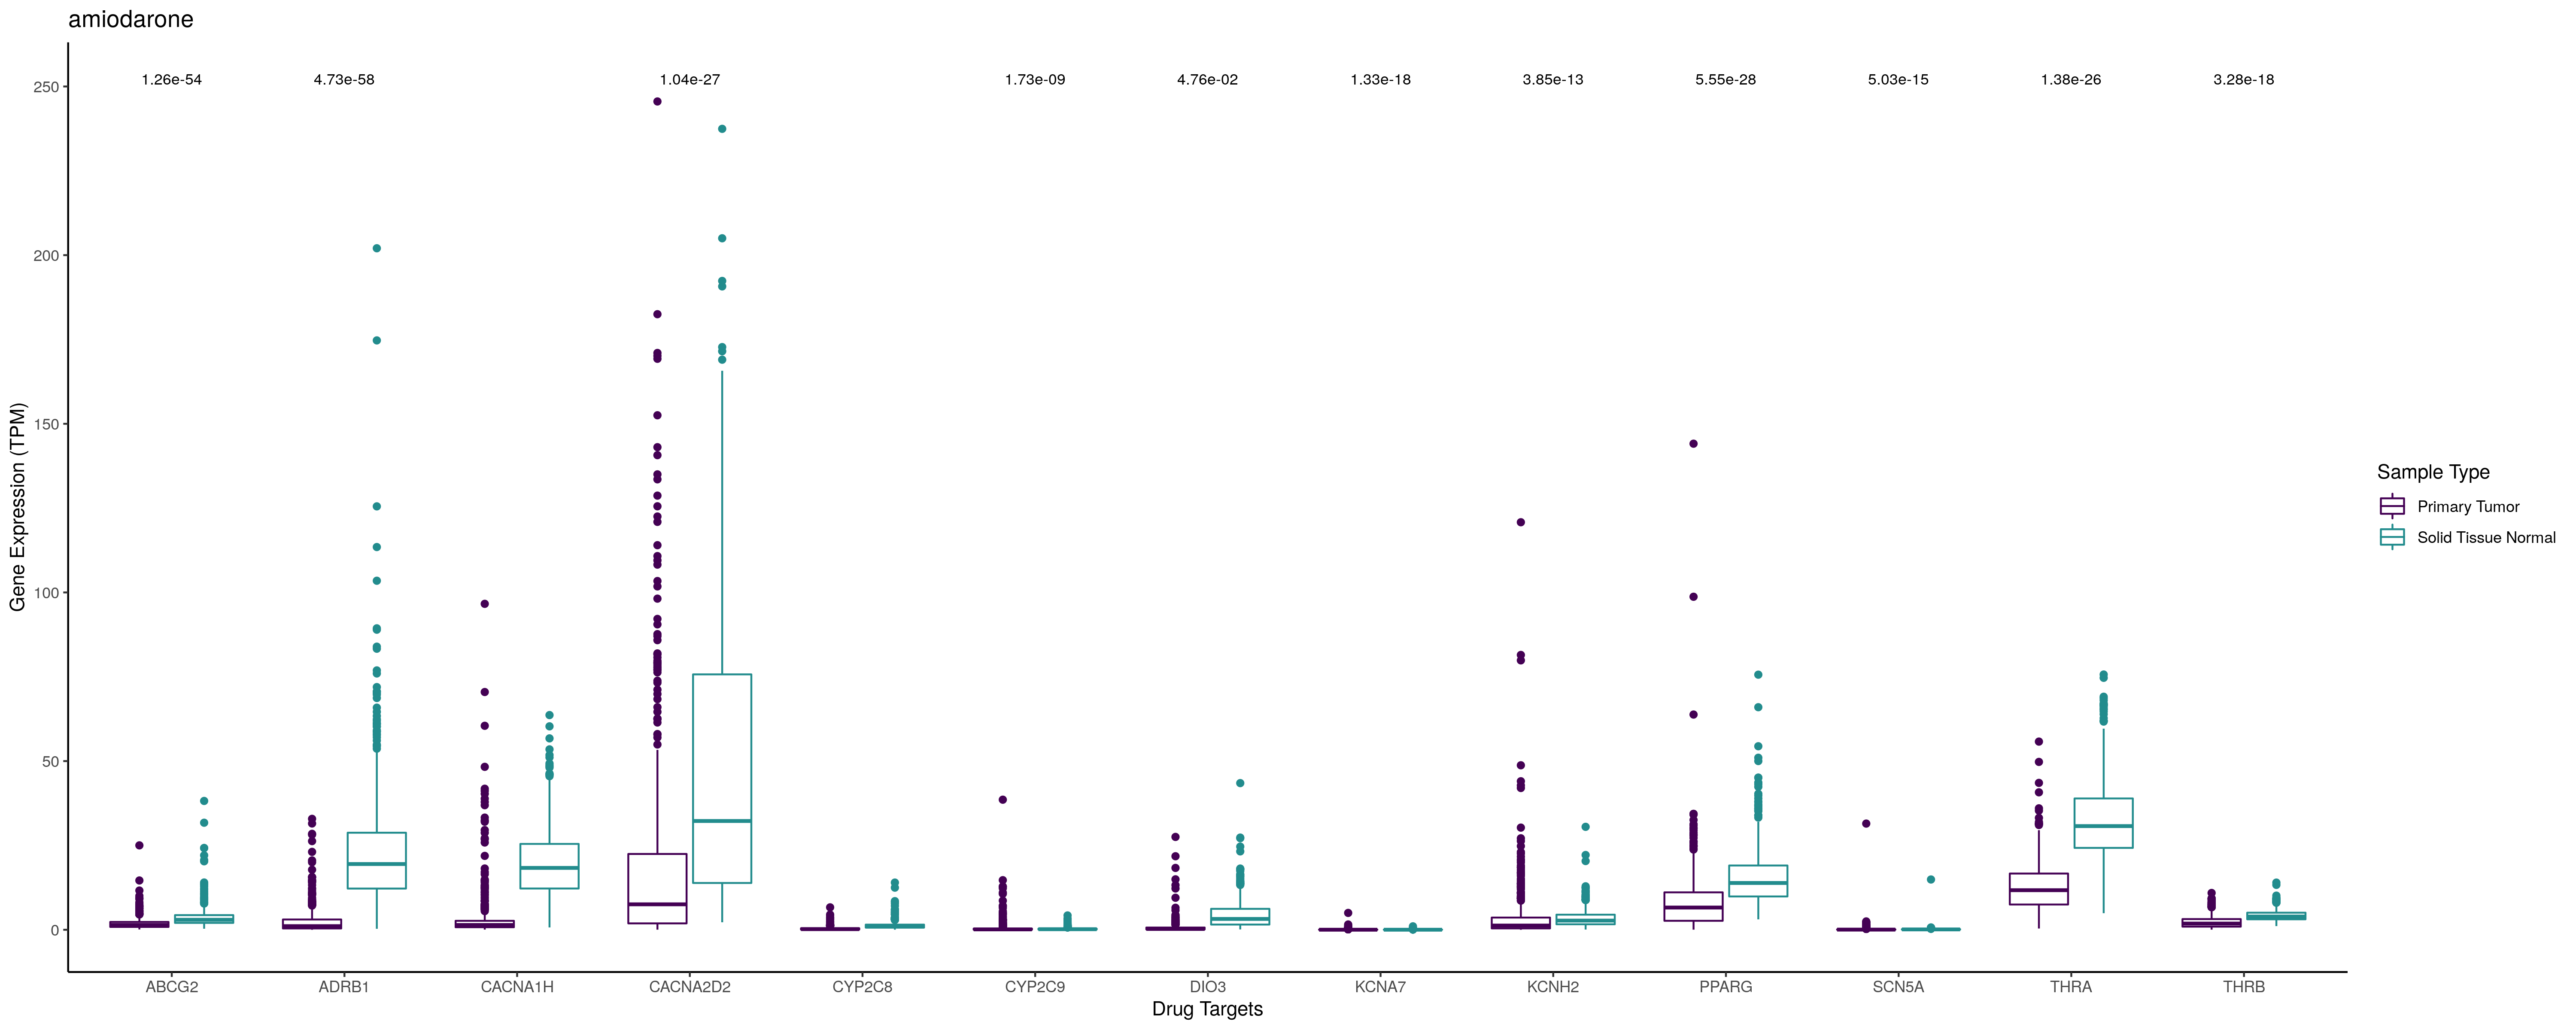 amiodarone
1.26e-54 4.73e-58 1.04e-27 1.73e-09 4.76e-02 1.33e-18 3.85e-13 5.55e-28 5.03e-15 1.38e-26 3.28e-18
250
200
150
100
50
0
Gene Expression (TPM)
ABCG2 ADRB1 CACNA1H CACNA2D2 CYP2C8 CYP2C9 DIO3 KCNA7 KCNH2 PPARG SCN5A THRA THRB
Drug Targets
Sample Type
Primary Tumor
Solid Tissue Normal